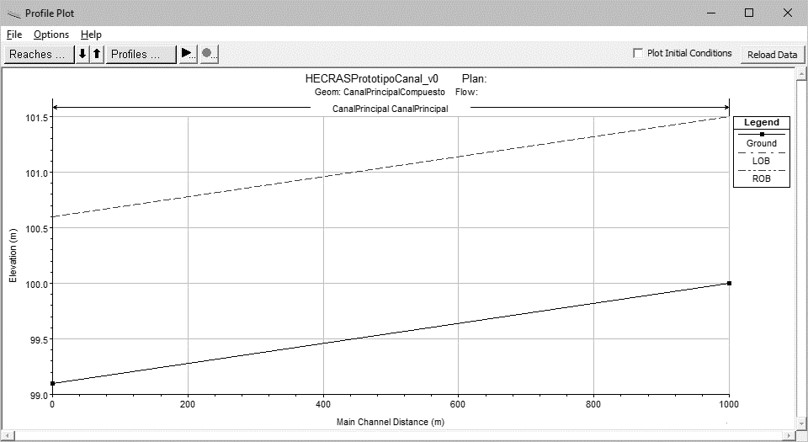 Profile Plot
File Options Help
Reaches ... Profiles ... Plot Initial Conditions Reload Data
HECRASPrototipoCanal_v0 Plan:
Geom: CanalPrincipalCompuesto Flow:
CanalPrincipal CanalPrincipal
101.5
101.0
100.5
100.0
99.5
99.0
Elevation (m)
0 200 400 600 800 1000
Main Channel Distance (m)
Legend
Ground
LOB
ROB